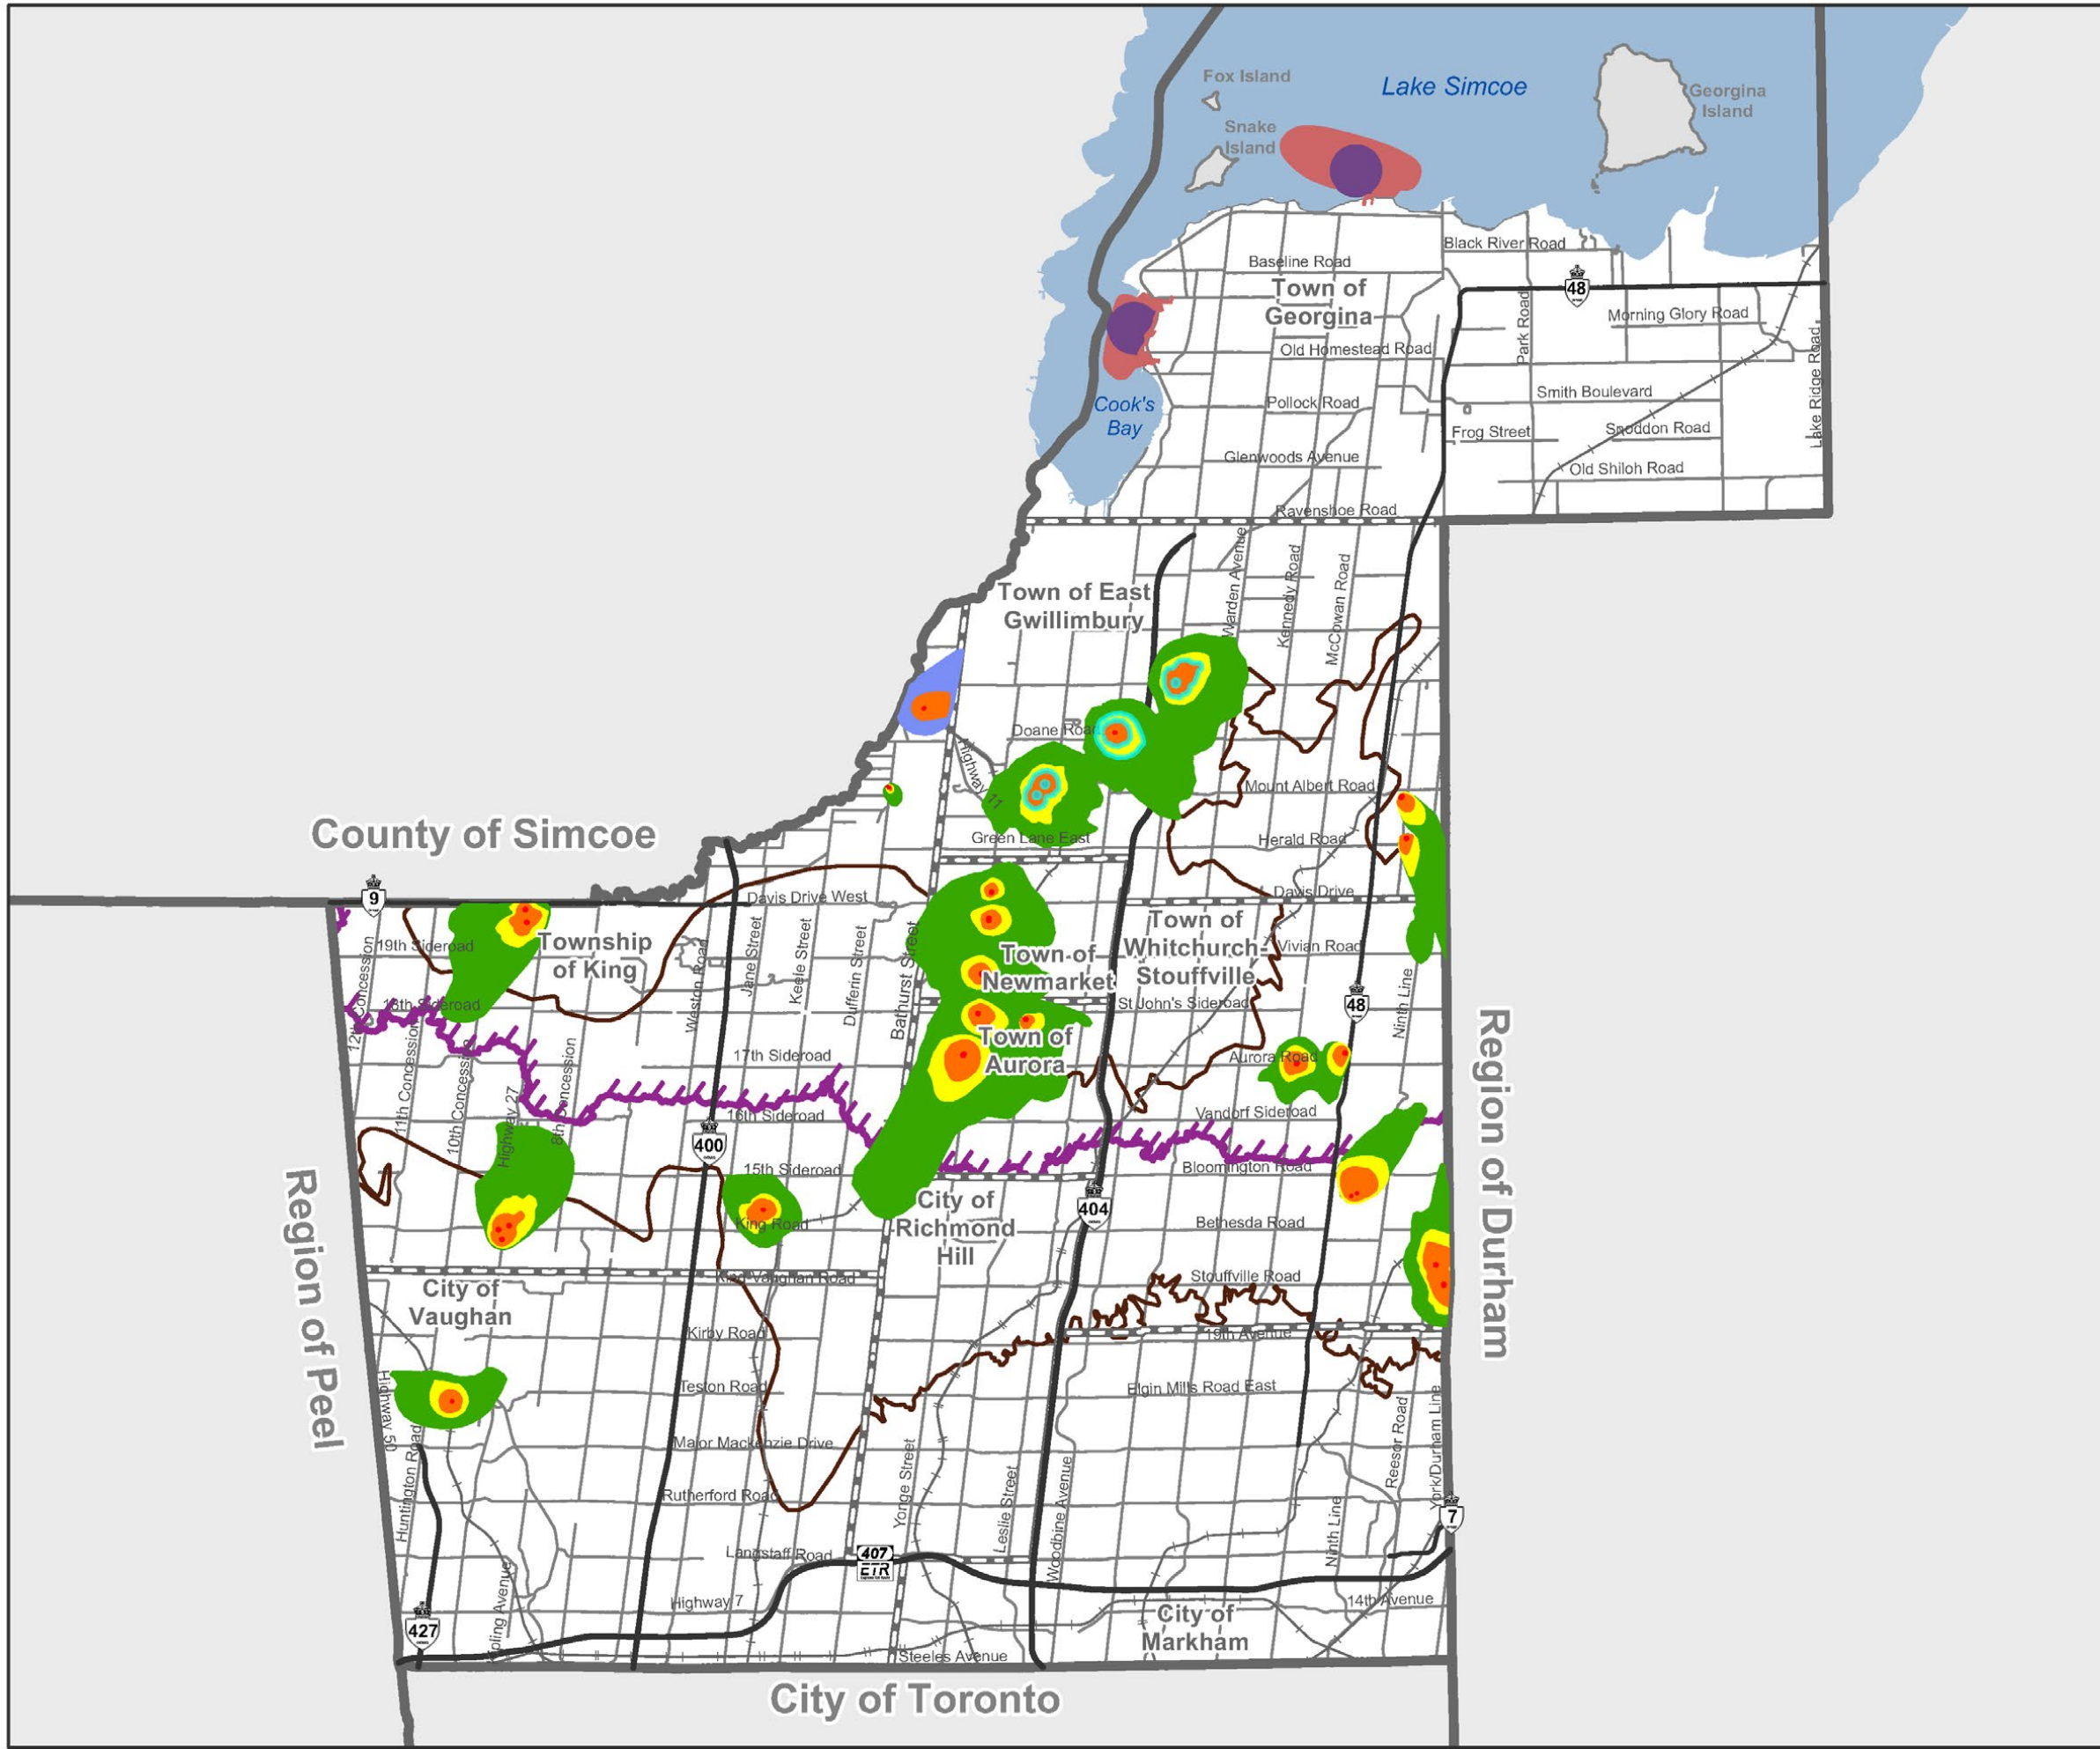 Fox Island
Lake Simcoe
Georgina
Island
Snake
Island
Black River Road
Baseline Road
Town of
Georgina
48
Park Road
Morning Glory Road
Old Homestead Road
Lake Ridge Road
Smith Boulevard
Cook's
Bay
Pollock Road
Frog Street
Snoddon Road
Glenwoods Avenue
Old Shiloh Road
Ravenshoe Road
Warden Avenue
Kennedy Road
McCowan Road
Town of East
Gwillimbury
Doane Road
Highway 11
Mount Albert Road
County of Simcoe
Green Lane East
Herald Road
9
Davis Drive West
Davis Drive
19th Sideroad
Township
of King
12th Concession
Weston Road
Jane Street
Keele Street
Dufferin Street
Bathurst Street
Town of
Newmarket
Town of
Whitchurch-
Stouffville
Vivian Road
Ninth Line
18th Sideroad
St John's Sideroad
48
Region of Durham
11th Concession
10th Concession
Highway 27
8th Concession
17th Sideroad
Town of
Aurora
Aurora Road
16th Sideroad
Vandorf Sideroad
400
15th Sideroad
Bloomington Road
Region of Peel
King Road
City of
Richmond
Hill
404
Bethesda Road
King-Vaughan Road
Stouffville Road
City of
Vaughan
Kirby Road
19th Avenue
Highway 50
Teston Road
Elgin Mills Road East
Huntington Road
Major Mackenzie Drive
Yonge Street
Leslie Street
Woodbine Avenue
Reesor Road
York/Durham Line
Rutherford Road
Ninth Line
7
Langstaff Road
407
ETR
Highway 7
14th Avenue
427
City of
Markham
Steeles Avenue
City of Toronto